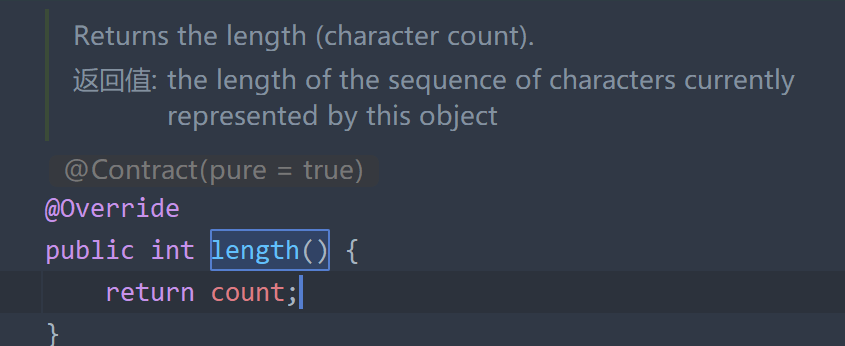 Returns the length (character count).
返回值: the length of the sequence of characters currently
represented by this object
@Contract(pure = true)
@Override
public int length() {
return count;
}